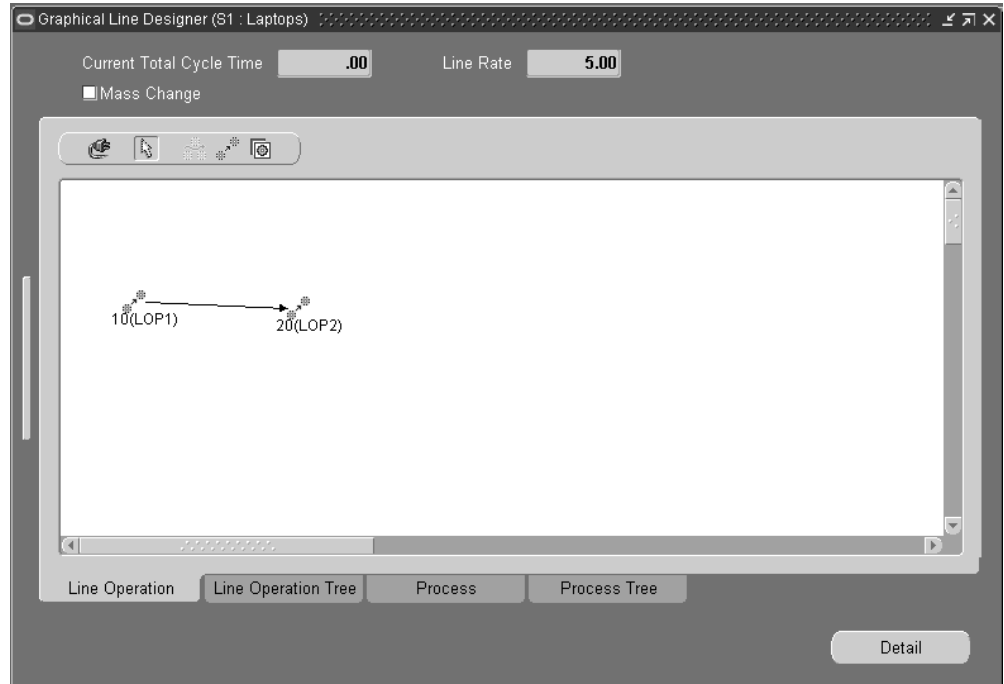 Graphical Line Designer (S1 : Laptops)
Current Total Cycle Time .00 Line Rate 5.00
Mass Change
10(LOP1)
20(LOP2)
Line Operation Line Operation Tree Process Process Tree
Detail